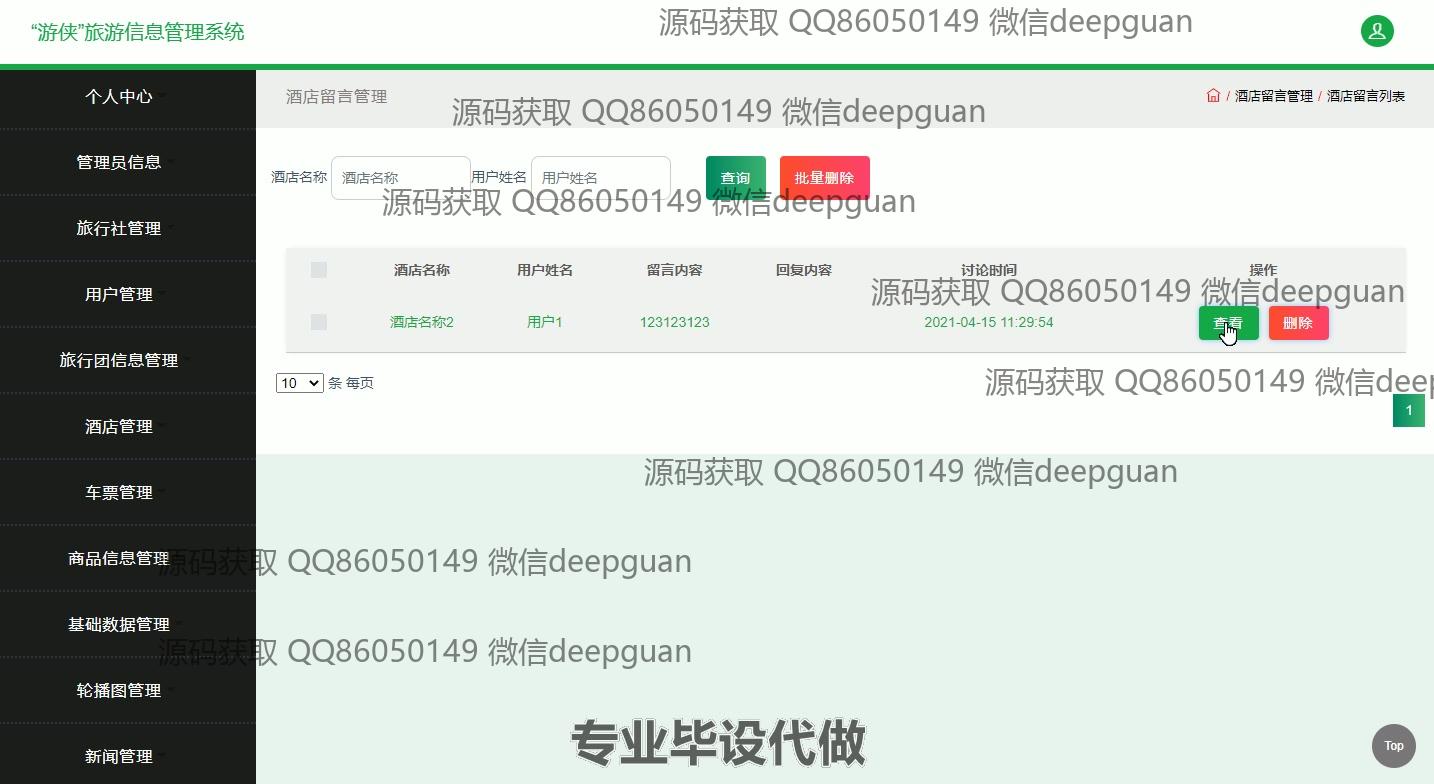 “游侠”旅游信息管理系统
源码获取 QQ86050149 微信deepguan
个人中心
酒店留言管理
/ 酒店留言管理 / 酒店留言列表
源码获取 QQ86050149 微信deepguan
管理员信息
酒店名称 酒店名称 用户姓名 用户姓名 查询 批量删除
源码获取 QQ86050149 微信deepguan
旅行社管理
酒店名称 用户姓名 留言内容 回复内容 讨论时间 操作
源码获取 QQ86050149 微信deepguan
用户管理
酒店名称2 用户1 123123123 2021-04-15 11:29:54 查看 删除
旅行团信息管理
10 条 每页
源码获取 QQ86050149 微信deep
1
酒店管理
源码获取 QQ86050149 微信deepguan
车票管理
商品信息管理
源码获取 QQ86050149 微信deepguan
基础数据管理
源码获取 QQ86050149 微信deepguan
轮播图管理
专业毕设代做
新闻管理
Top